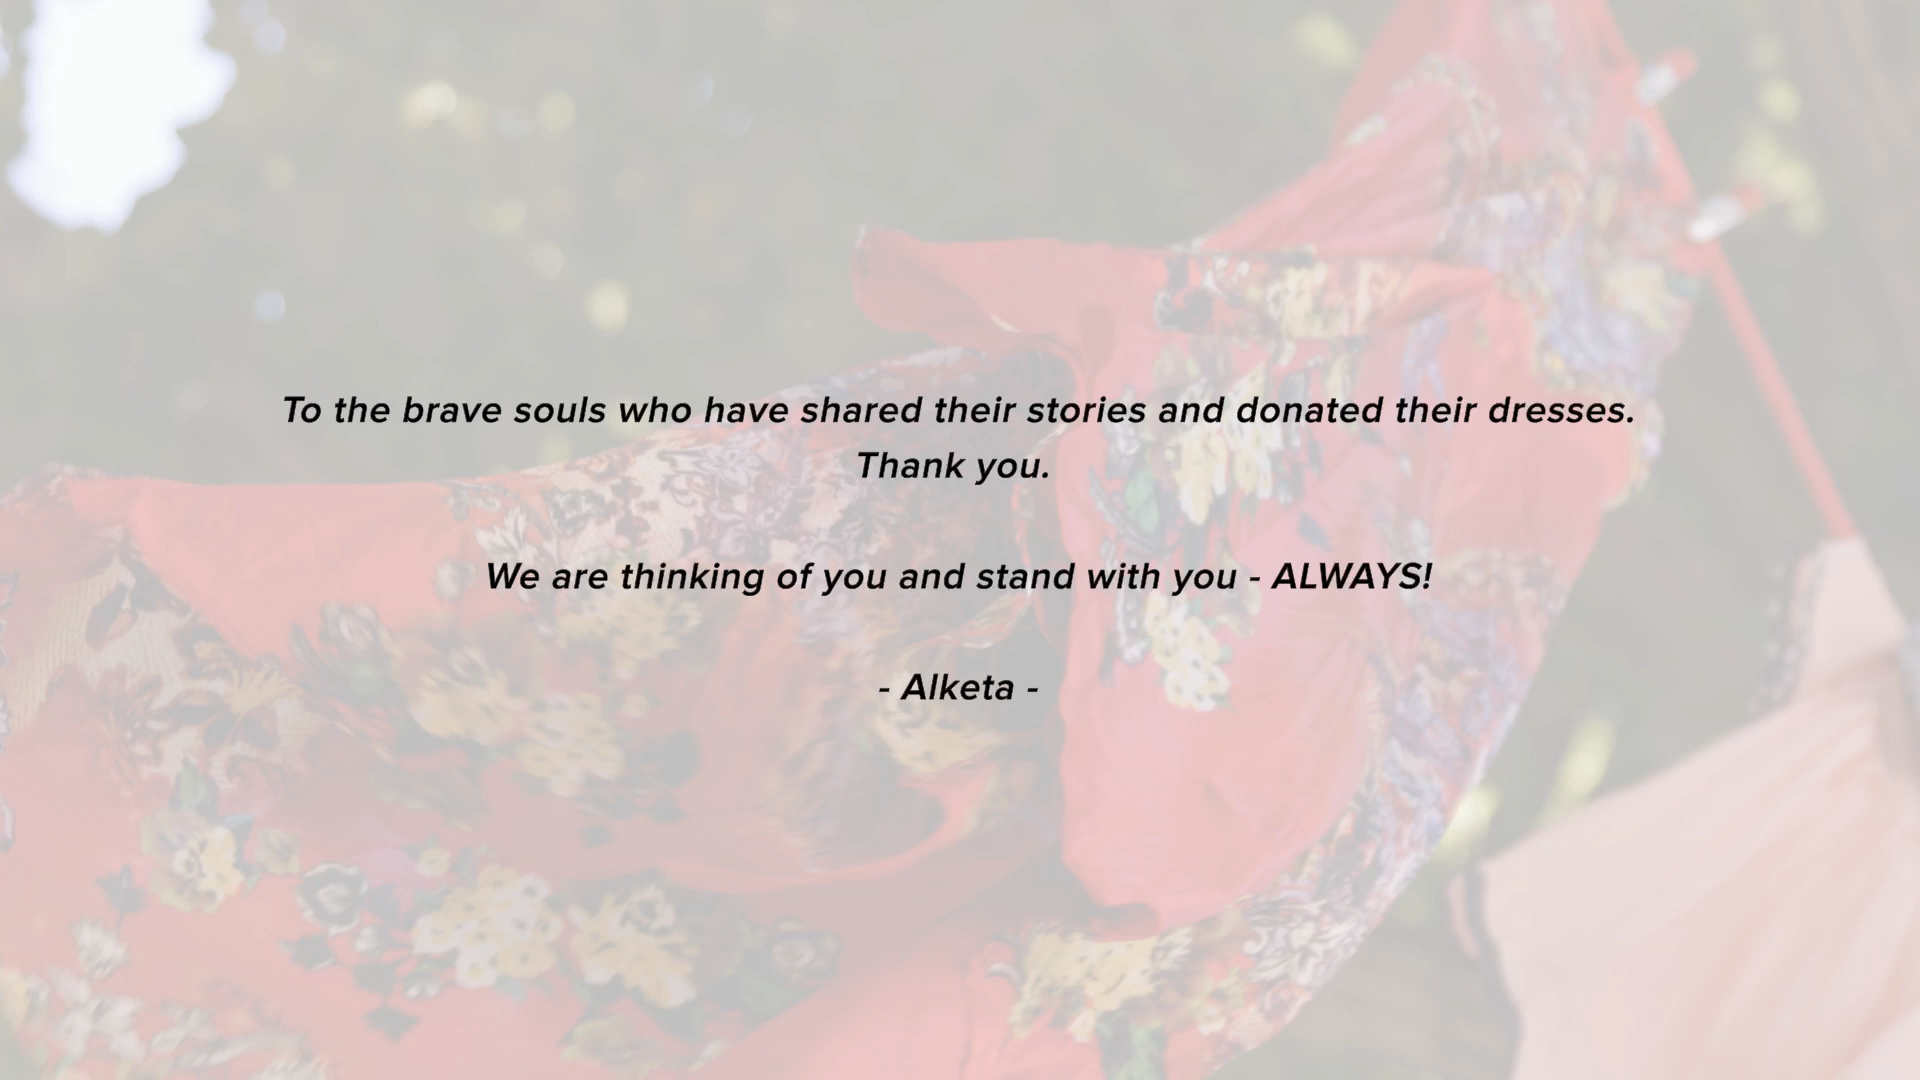 To the brave souls who have shared their stories and donated their dresses.
Thank you.
We are thinking of you and stand with you - ALWAYS!
- Alketa -